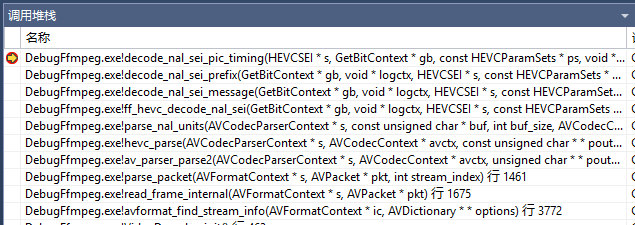 调用堆栈
名称
DebugFfmpeg.exe!decode_nal_sei_pic_timing(HEVCSEI * s, GetBitContext * gb, const HEVCParamSets * ps, void *
DebugFfmpeg.exe!decode_nal_sei_prefix(GetBitContext * gb, void * logctx, HEVCSEI * s, const HEVCParamSets *
DebugFfmpeg.exe!decode_nal_sei_message(GetBitContext * gb, void * logctx, HEVCSEI * s, const HEVCParamSet...
DebugFfmpeg.exe!ff_hevc_decode_nal_sei(GetBitContext * gb, void * logctx, HEVCSEI * s, const HEVCParamSets ...
DebugFfmpeg.exe!parse_nal_units(AVCodecParserContext * s, const unsigned char * buf, int buf_size, AVCodecC...
DebugFfmpeg.exe!hevc_parse(AVCodecParserContext * s, AVCodecContext * avctx, const unsigned char * * pout...
DebugFfmpeg.exe!av_parser_parse2(AVCodecParserContext * s, AVCodecContext * avctx, unsigned char * * pout...
DebugFfmpeg.exe!parse_packet(AVFormatContext * s, AVPacket * pkt, int stream_index) 行 1461
DebugFfmpeg.exe!read_frame_internal(AVFormatContext * s, AVPacket * pkt) 行 1675
DebugFfmpeg.exe!avformat_find_stream_info(AVFormatContext * ic, AVDictionary * * options) 行 3772